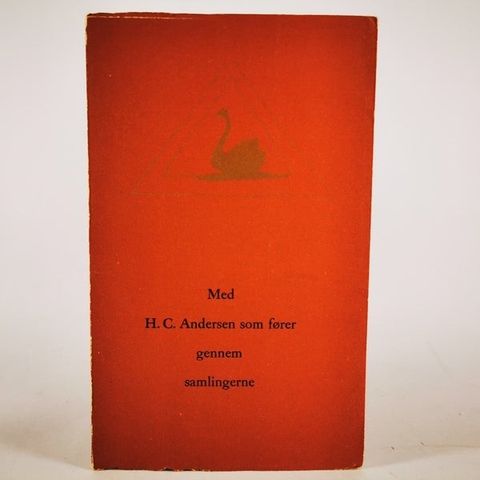 Med
H. C. Andersen som fører
gennem
samlingerne